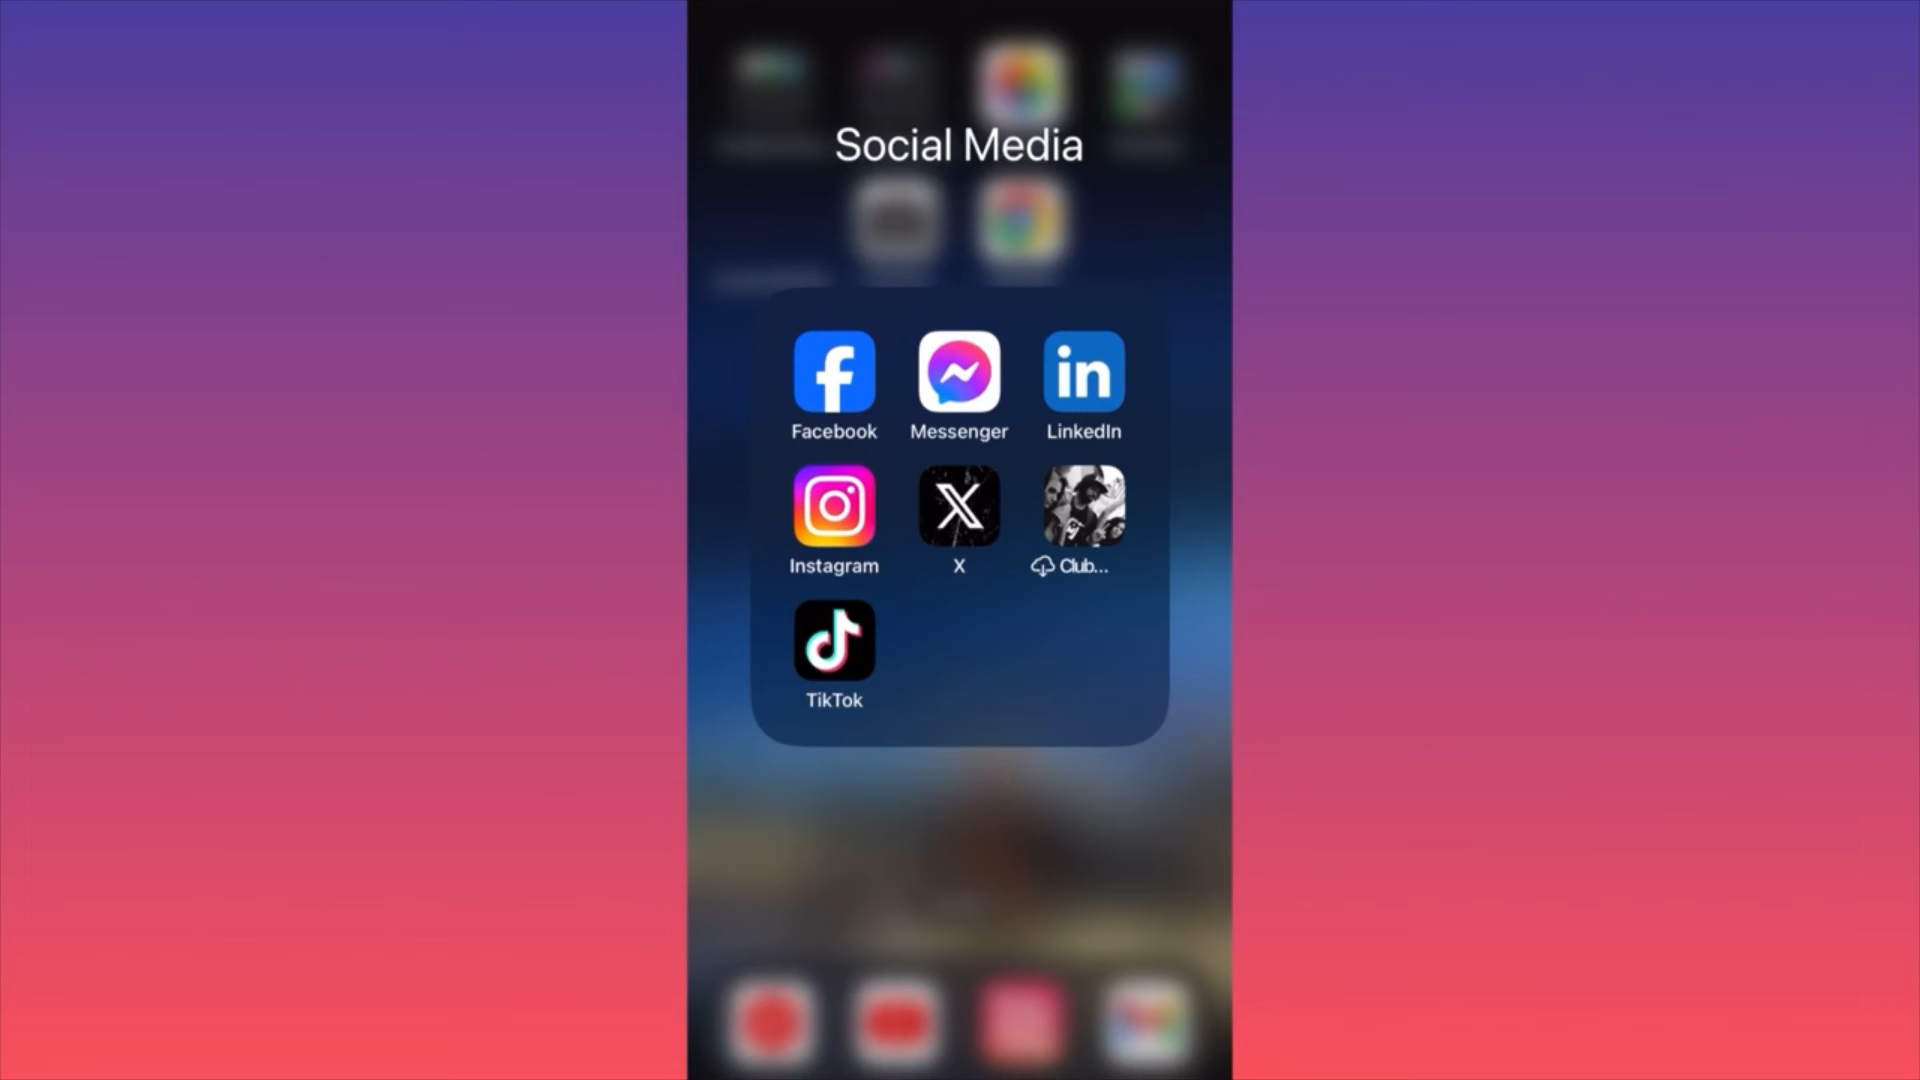 Social Media
Facebook
Messenger
LinkedIn
Instagram
X
Club...
TikTok